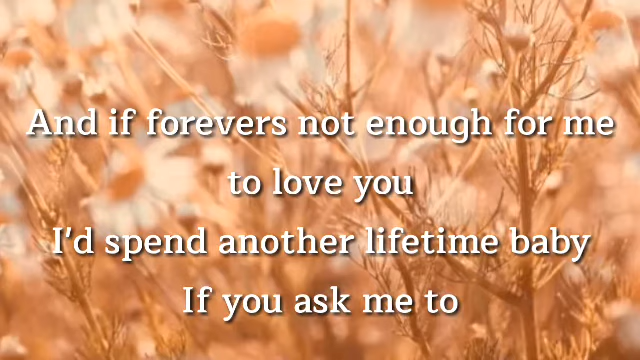 And if forevers not enough for me
to love you
I'd spend another lifetime baby
If you ask me to